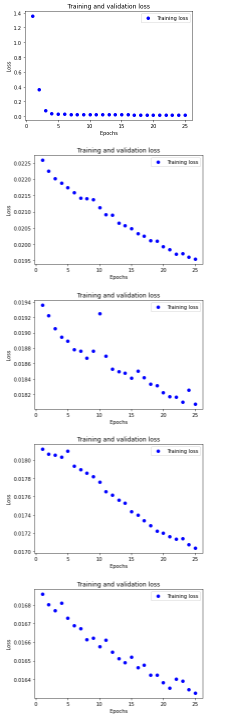 Training and validation loss
1.4
1.2
1.0
0.8
0.6
0.4
0.2
0.0
Loss
Training loss
0 5 10 15 20 25
Epochs
Training and validation loss
0.0225
0.0220
0.0215
0.0210
0.0205
0.0200
0.0195
Loss
Training loss
0 5 10 15 20 25
Epochs
Training and validation loss
0.0194
0.0192
0.0190
0.0188
0.0186
0.0184
0.0182
Loss
Training loss
0 5 10 15 20 25
Epochs
Training and validation loss
0.0180
0.0178
0.0176
0.0174
0.0172
0.0170
Loss
Training loss
0 5 10 15 20 25
Epochs
Training and validation loss
0.0168
0.0167
0.0166
0.0165
0.0164
Loss
Training loss
0 5 10 15 20 25
Epochs